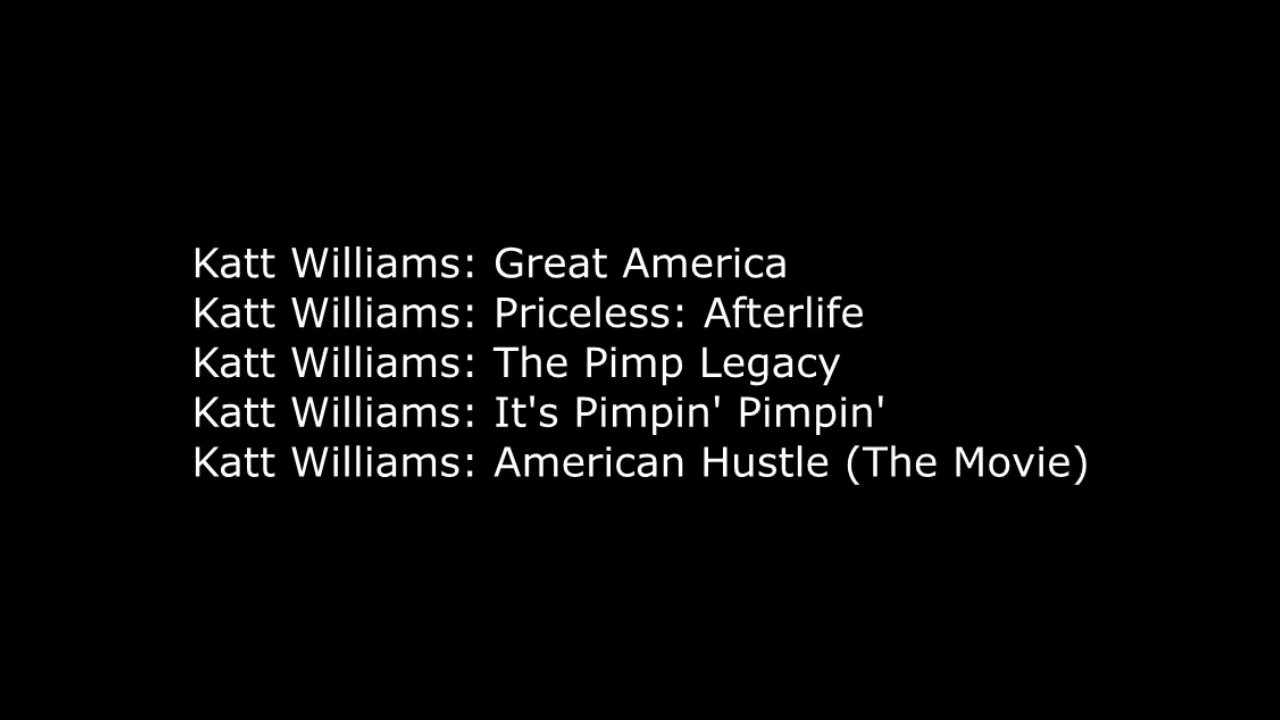 Katt Williams: Great America
Katt Williams: Priceless: Afterlife
Katt Williams: The Pimp Legacy
Katt Williams: It's Pimpin' Pimpin'
Katt Williams: American Hustle (The Movie)